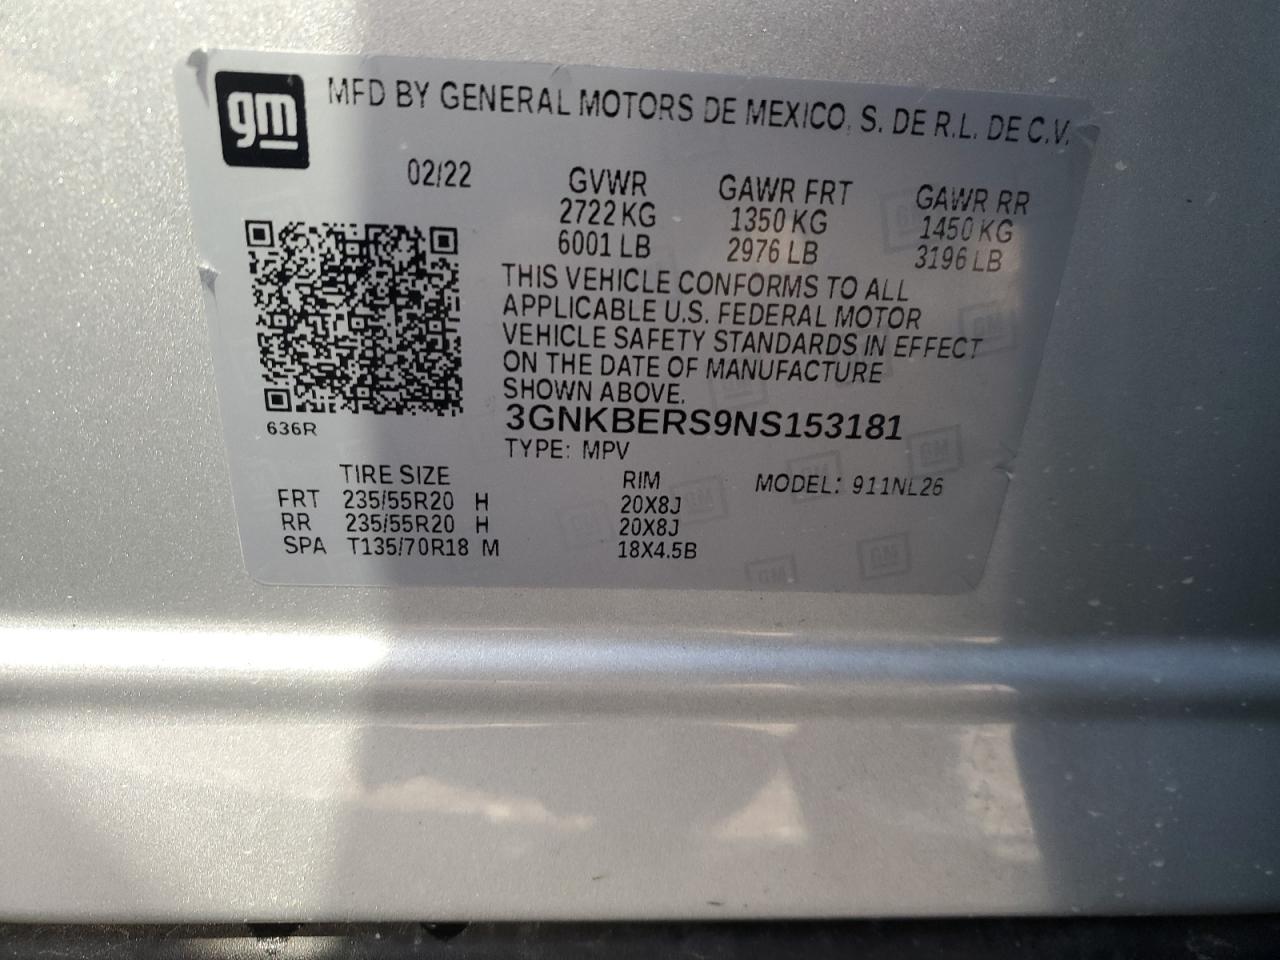 gm
MFD BY GENERAL MOTORS DE MEXICO, S. DE R.L. DE C.V.
02/22 GVWR GAWR FRT GAWR RR
2722 KG 1350 KG 1450 KG
6001 LB 2976 LB 3196 LB
THIS VEHICLE CONFORMS TO ALL
APPLICABLE U.S. FEDERAL MOTOR
VEHICLE SAFETY STANDARDS IN EFFECT
ON THE DATE OF MANUFACTURE
SHOWN ABOVE.
3GNKBERS9NS153181
636R
TYPE: MPV
TIRE SIZE RIM MODEL: 911NL26
FRT 235/55R20 H 20X8J
RR 235/55R20 H 20X8J
SPA T135/70R18 M 18X4.5B